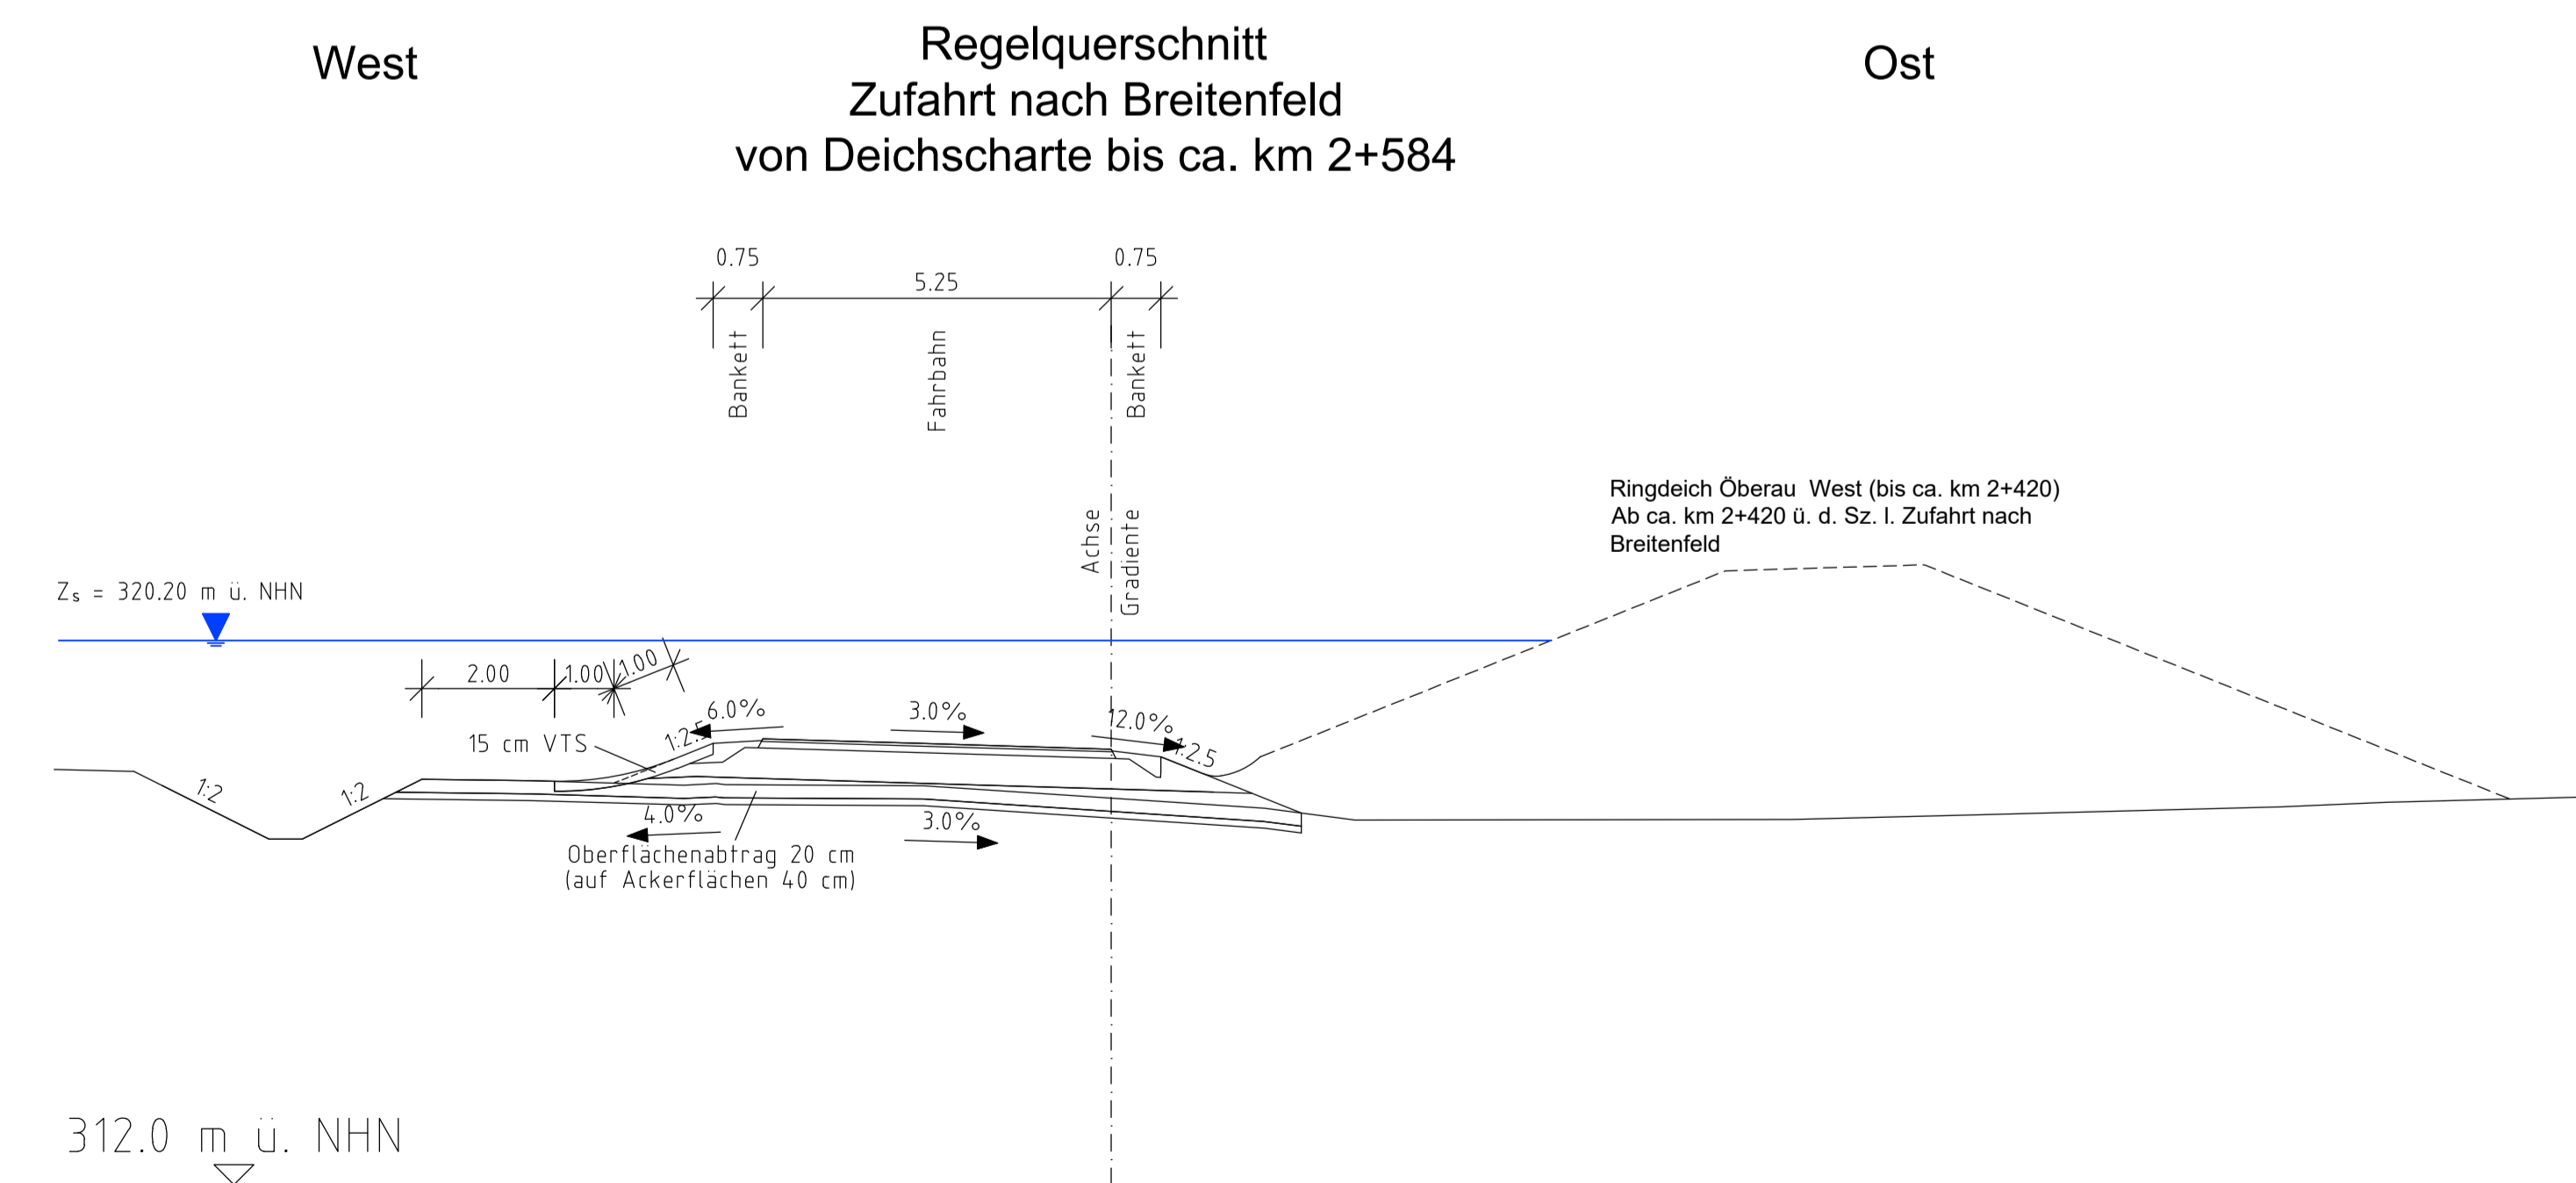 West
Regelquerschnitt
Zufahrt nach Breitenfeld
von Deichscharte bis ca. km 2+584
Ost
0.75
5.25
0.75
Bankett
Fahrbahn
Bankett
Achse
Gradiente
Ringdeich Öberau West (bis ca. km 2+420)
Ab ca. km 2+420 ü. d. Sz. l. Zufahrt nach
Breitenfeld
Zs = 320.20 m ü. NHN
2.00
1.00
1.00
6.0%
3.0%
12.0%
15 cm VTS
1:2.5
1:2.5
1:2
1:2
4.0%
3.0%
Oberflächenabtrag 20 cm
(auf Ackerflächen 40 cm)
312.0 m ü. NHN